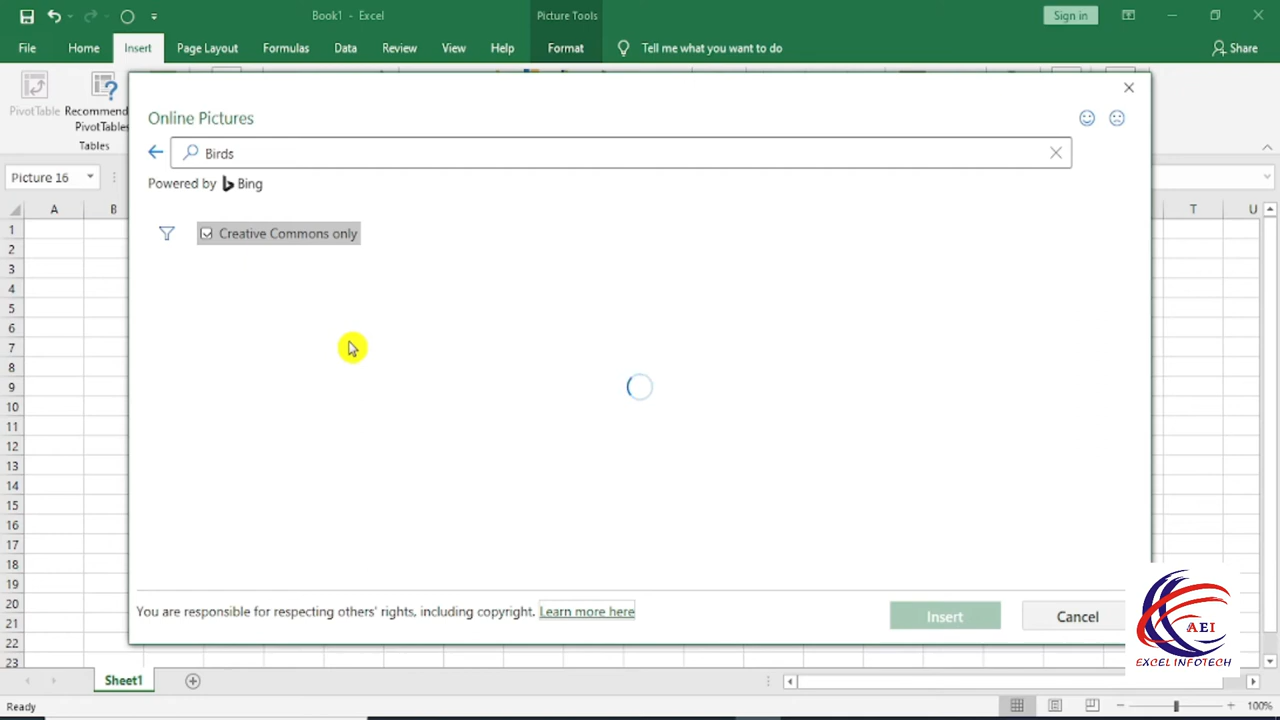 Book1 - Excel
Picture Tools
Sign in
File Home Insert Page Layout Formulas Data Review View Help Format Tell me what you want to do Share
PivotTable
Recommend
PivotTables
Tables
Online Pictures
Birds
Picture 16
Powered by Bing
A B T U
Creative Commons only
1
2
3
4
5
6
7
8
9
10
11
12
13
14
15
16
17
18
19
20
21
22
23
You are responsible for respecting others' rights, including copyright. Learn more here
Insert
Cancel
AEI
EXCEL INFOTECH
Sheet1
Ready
100%